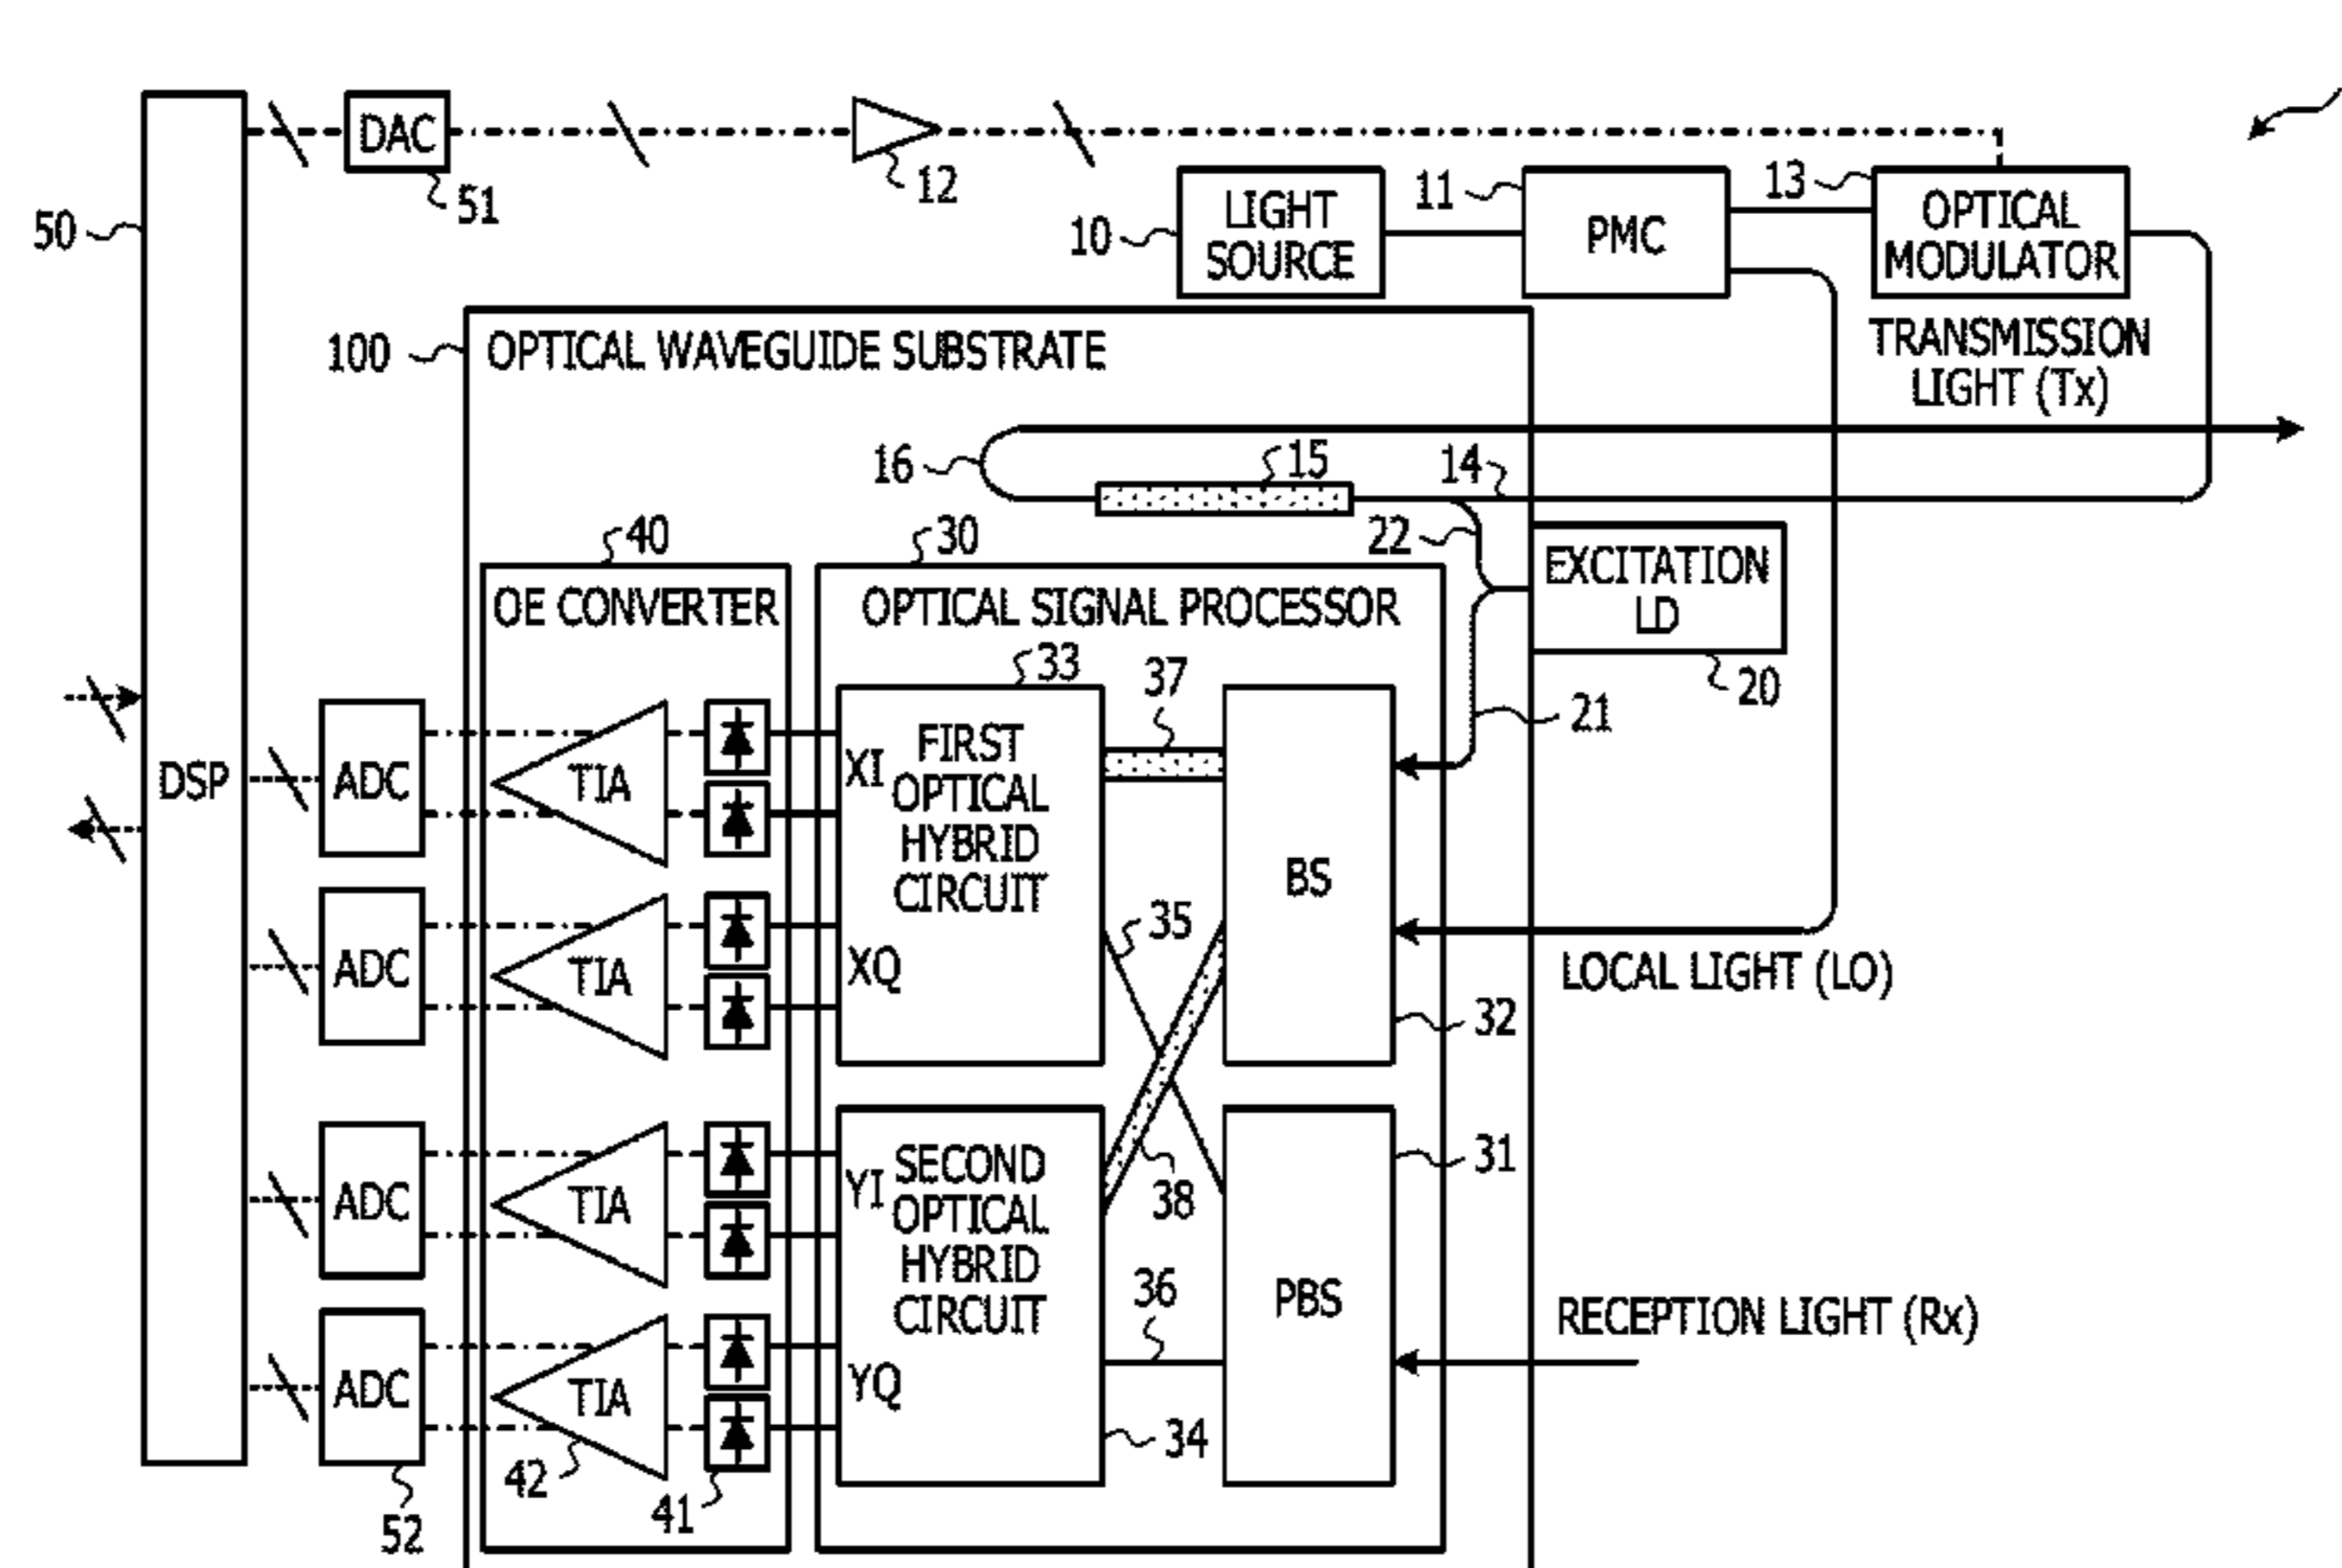 DAC
51
12
50
10
LIGHT
SOURCE
11
PMC
13
OPTICAL
MODULATOR
100
OPTICAL WAVEGUIDE SUBSTRATE
TRANSMISSION
LIGHT (Tx)
16
15
14
22
EXCITATION
LD
20
21
40
OE CONVERTER
30
OPTICAL SIGNAL PROCESSOR
33
37
DSP
ADC
TIA
XI
FIRST
OPTICAL
HYBRID
CIRCUIT
BS
35
ADC
TIA
XQ
LOCAL LIGHT (LO)
32
ADC
TIA
YI
SECOND
OPTICAL
HYBRID
CIRCUIT
38
31
36
PBS
RECEPTION LIGHT (Rx)
ADC
TIA
YQ
34
42
41
52